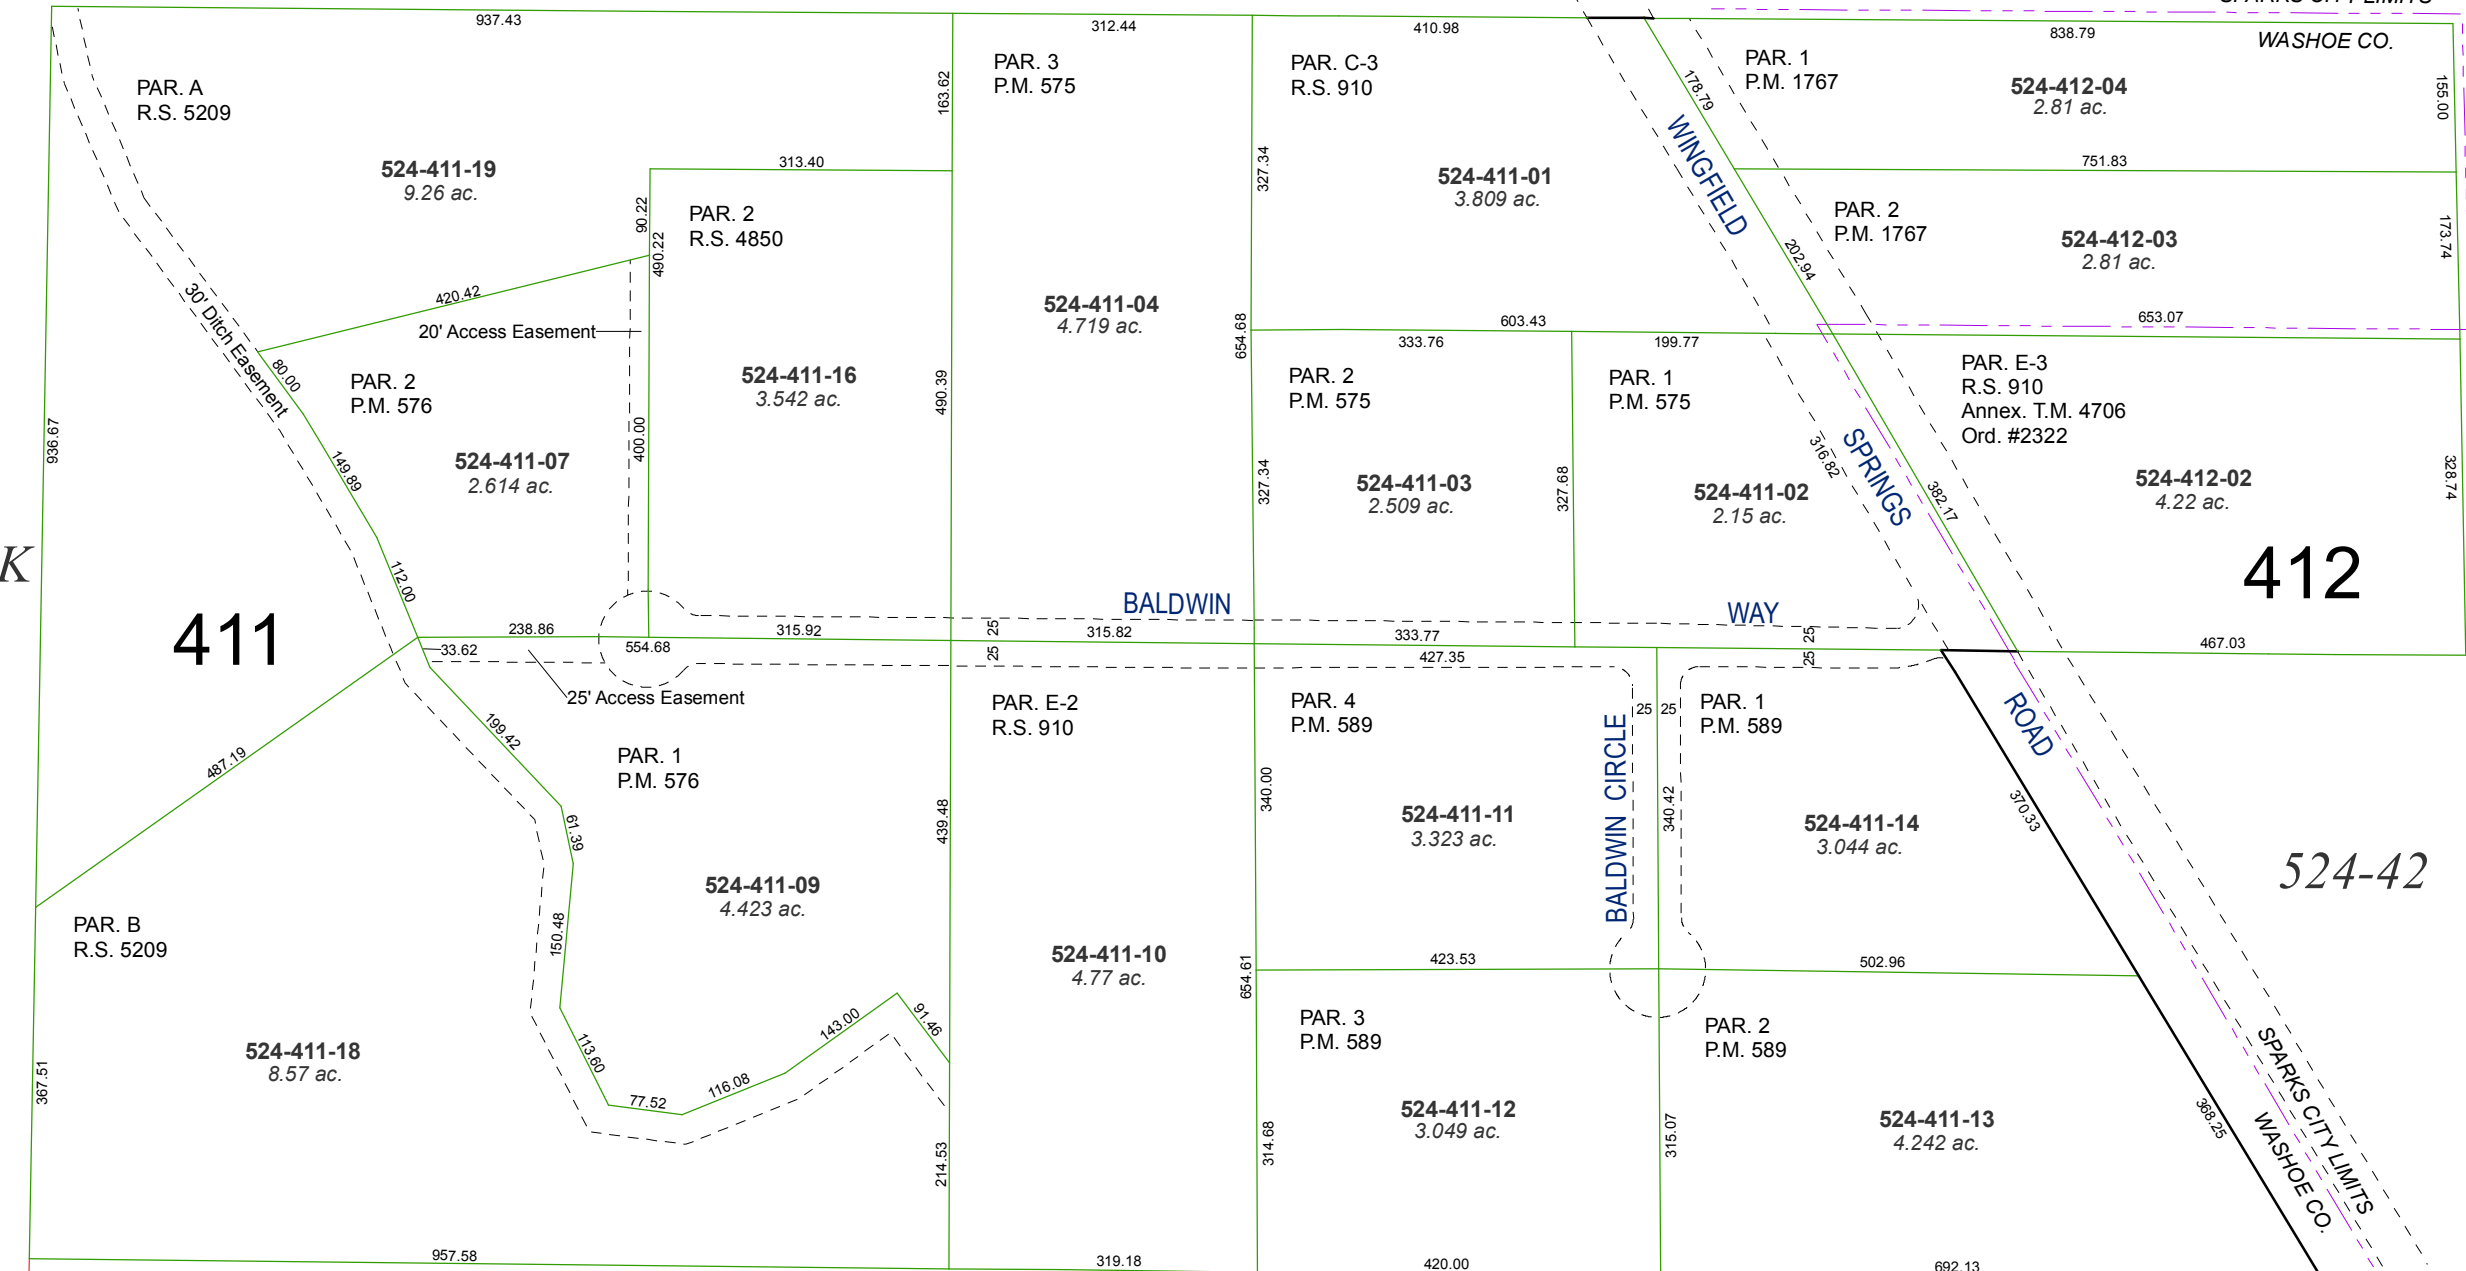 937.43
312.44
410.98
838.79
WASHOE CO.
PAR. A
R.S. 5209
524-411-19
9.26 ac.
163.62
PAR. 3
P.M. 575
524-411-04
4.719 ac.
PAR. C-3
R.S. 910
524-411-01
3.809 ac.
327.34
178.79
WINGFIELD
PAR. 1
P.M. 1767
524-412-04
2.81 ac.
155.00
751.83
PAR. 2
P.M. 1767
524-412-03
2.81 ac.
173.74
202.94
653.07
313.40
90.22
490.22
PAR. 2
R.S. 4850
524-411-16
3.542 ac.
490.39
420.42
20' Access Easement
30' Ditch Easement
80.00
PAR. 2
P.M. 576
524-411-07
2.614 ac.
400.00
149.89
112.00
936.67
654.68
603.43
333.76
199.77
PAR. 2
P.M. 575
524-411-03
2.509 ac.
327.34
327.68
PAR. 1
P.M. 575
524-411-02
2.15 ac.
316.82
SPRINGS
382.17
PAR. E-3
R.S. 910
Annex. T.M. 4706
Ord. #2322
524-412-02
4.22 ac.
328.74
412
K
411
BALDWIN
WAY
238.86
315.92
25
315.82
333.77
25
467.03
33.62
554.68
25
427.35
25
25' Access Easement
487.19
199.42
PAR. 1
P.M. 576
524-411-09
4.423 ac.
61.39
150.48
113.60
77.52
116.08
143.00
91.46
439.48
PAR. E-2
R.S. 910
524-411-10
4.77 ac.
PAR. 4
P.M. 589
524-411-11
3.323 ac.
340.00
BALDWIN CIRCLE
25
25
340.42
PAR. 1
P.M. 589
524-411-14
3.044 ac.
ROAD
370.33
524-42
PAR. B
R.S. 5209
524-411-18
8.57 ac.
367.51
214.53
654.61
423.53
502.96
PAR. 3
P.M. 589
524-411-12
3.049 ac.
314.68
315.07
PAR. 2
P.M. 589
524-411-13
4.242 ac.
368.25
SPARKS CITY LIMITS
WASHOE CO.
957.58
319.18
420.00
692.13